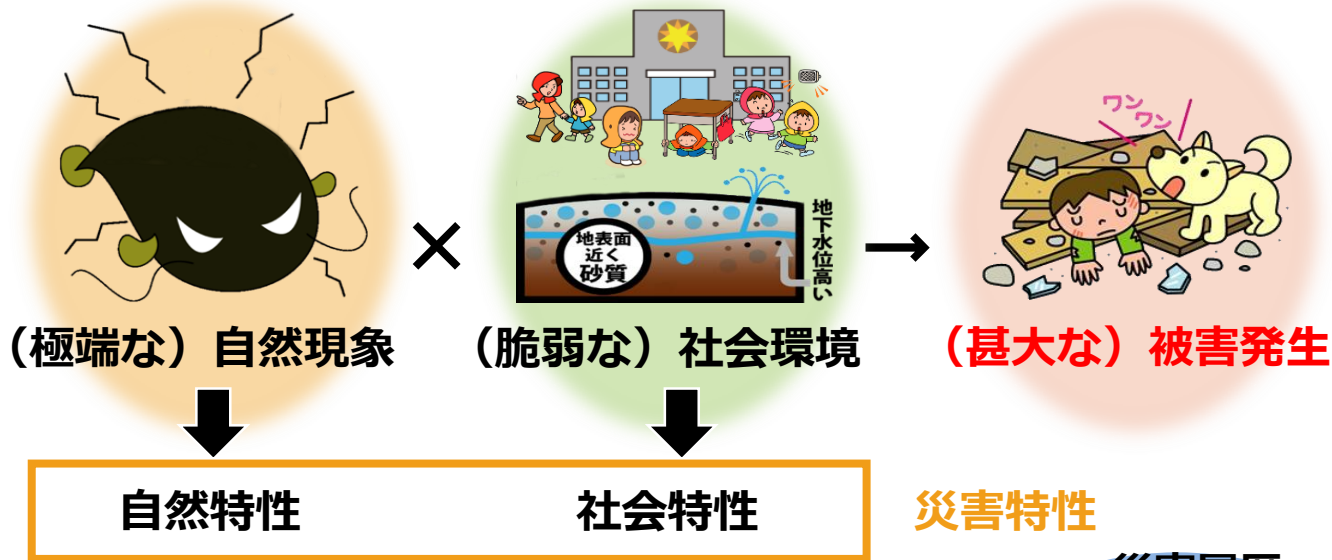 ワン
ワン
地表面
近く
砂質
地下水位高い
×
→
（極端な）自然現象
（脆弱な）社会環境
（甚大な）被害発生
自然特性
社会特性
災害特性